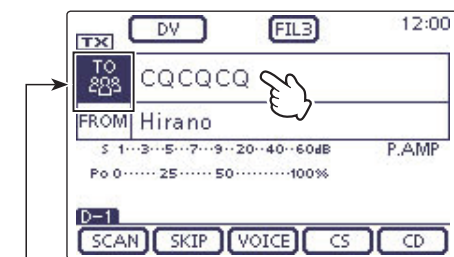 DV FIL3 12:00
TX
TO CQCQCQ
FROM Hirano
S 1···3···5···7···9··20··40··60dB P.AMP
Po 0······ 25 ······50··········100%
D-1
SCAN SKIP VOICE CS CD